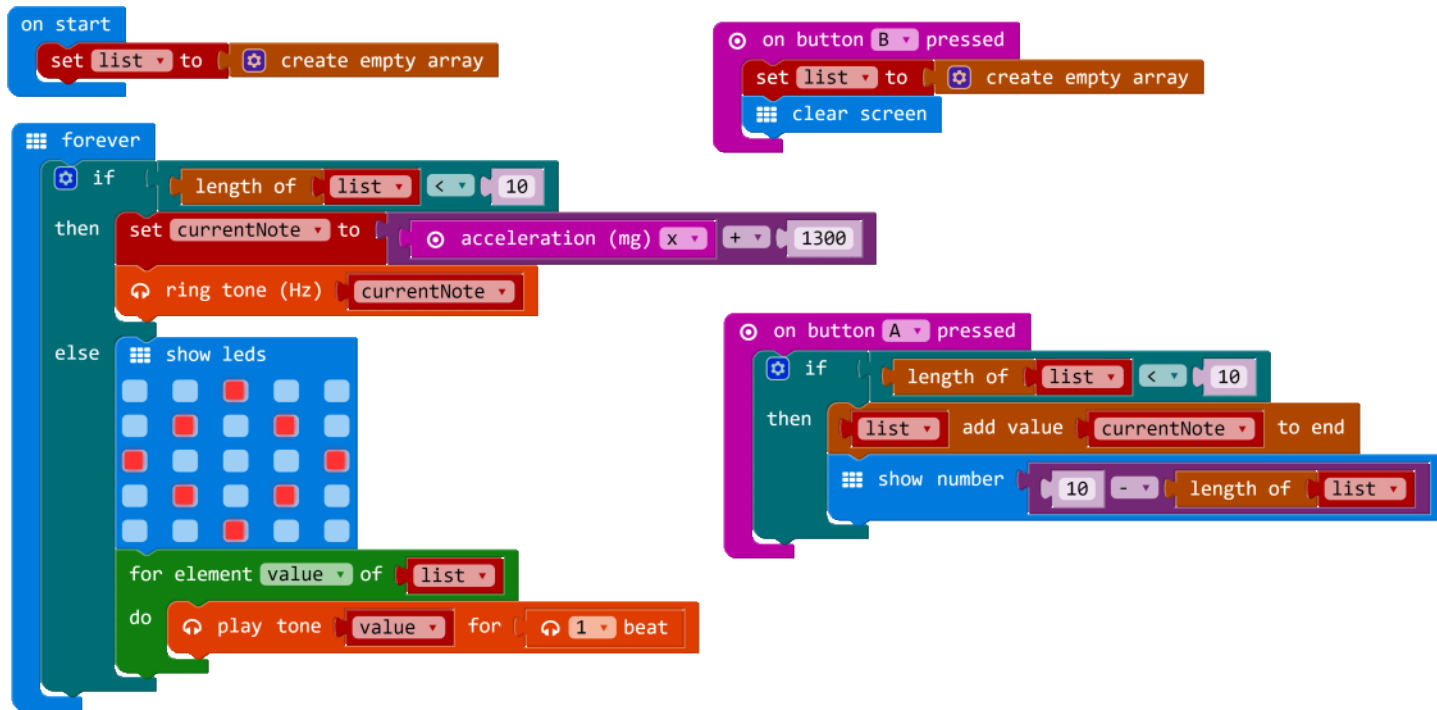 on start
set list to create empty array
forever
if length of list < 10
then set currentNote to acceleration (mg) x + 1300
ring tone (Hz) currentNote
else show leds
for element value of list
do play tone value for 1 beat
on button B pressed
set list to create empty array
clear screen
on button A pressed
if length of list < 10
then list add value currentNote to end
show number 10 - length of list